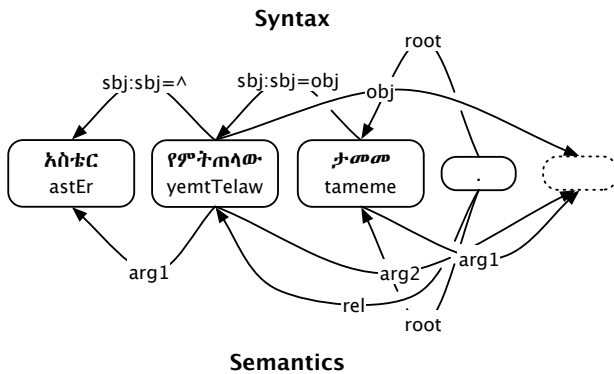 Syntax
root
sbj:sbj=^
sbj:sbj=obj
obj
አስቴር
astEr
የምትጠላው
yemtTelaw
ታመመ
tameme
.
arg1
arg2
arg1
rel
root
Semantics